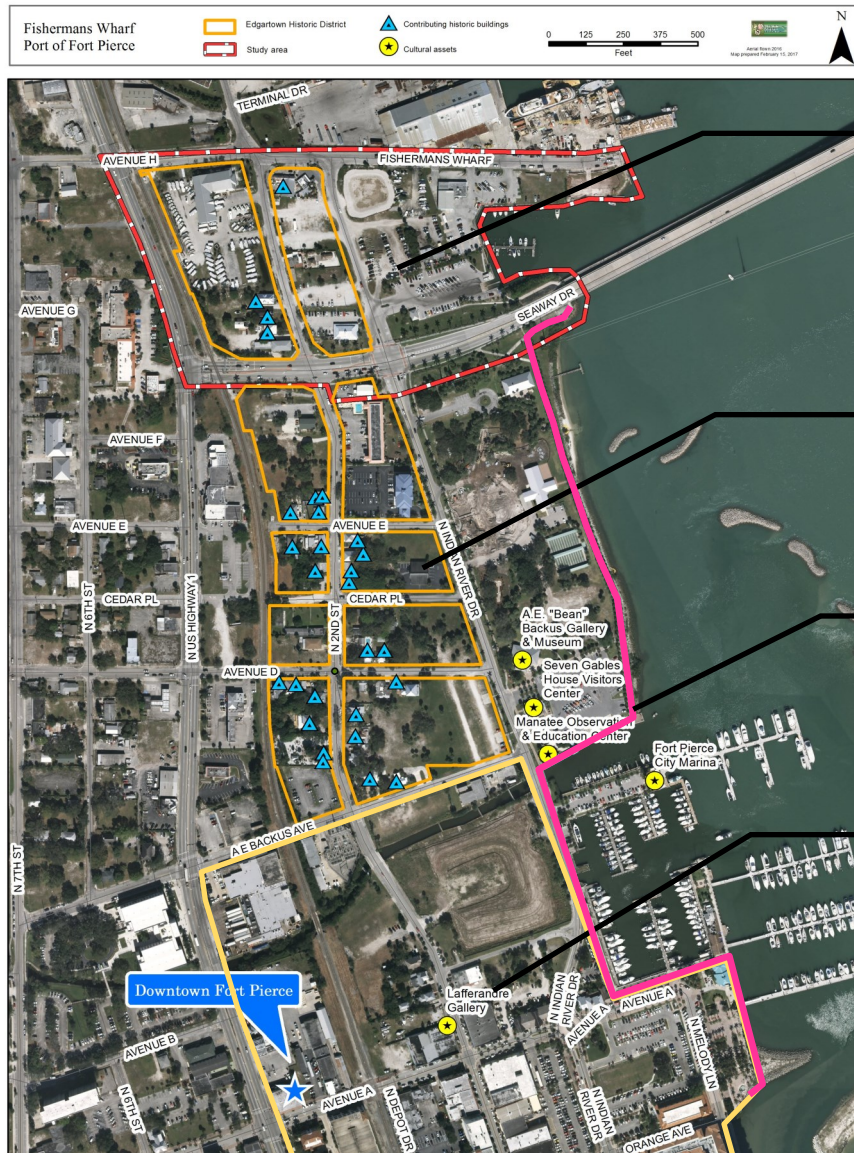 Fishermans Wharf
Port of Fort Pierce
Edgartown Historic District
Study area
Contributing historic buildings
Cultural assets
0 125 250 375 500
Feet
Aerial flown 2016
Map prepared February 15, 2017
N
TERMINAL DR
AVENUE H
FISHERMANS WHARF
SEAWAY DR
AVENUE G
AVENUE F
AVENUE E
AVENUE E
N INDIAN RIVER DR
N 6TH ST
N US HIGHWAY 1
CEDAR PL
CEDAR PL
N 2ND ST
A.E. "Bean"
Backus Gallery
& Museum
AVENUE D
Seven Gables
House Visitors
Center
Manatee Observation
& Education Center
Fort Pierce
City Marina
A E BACKUS AVE
N 7TH ST
Downtown Fort Pierce
Lafferandre
Gallery
N INDIAN
RIVER DR
AVENUE A
AVENUE A
N MELODY LN
AVENUE B
N 6TH ST
AVENUE A
N DEPOT DR
N INDIAN
RIVER DR
ORANGE AVE